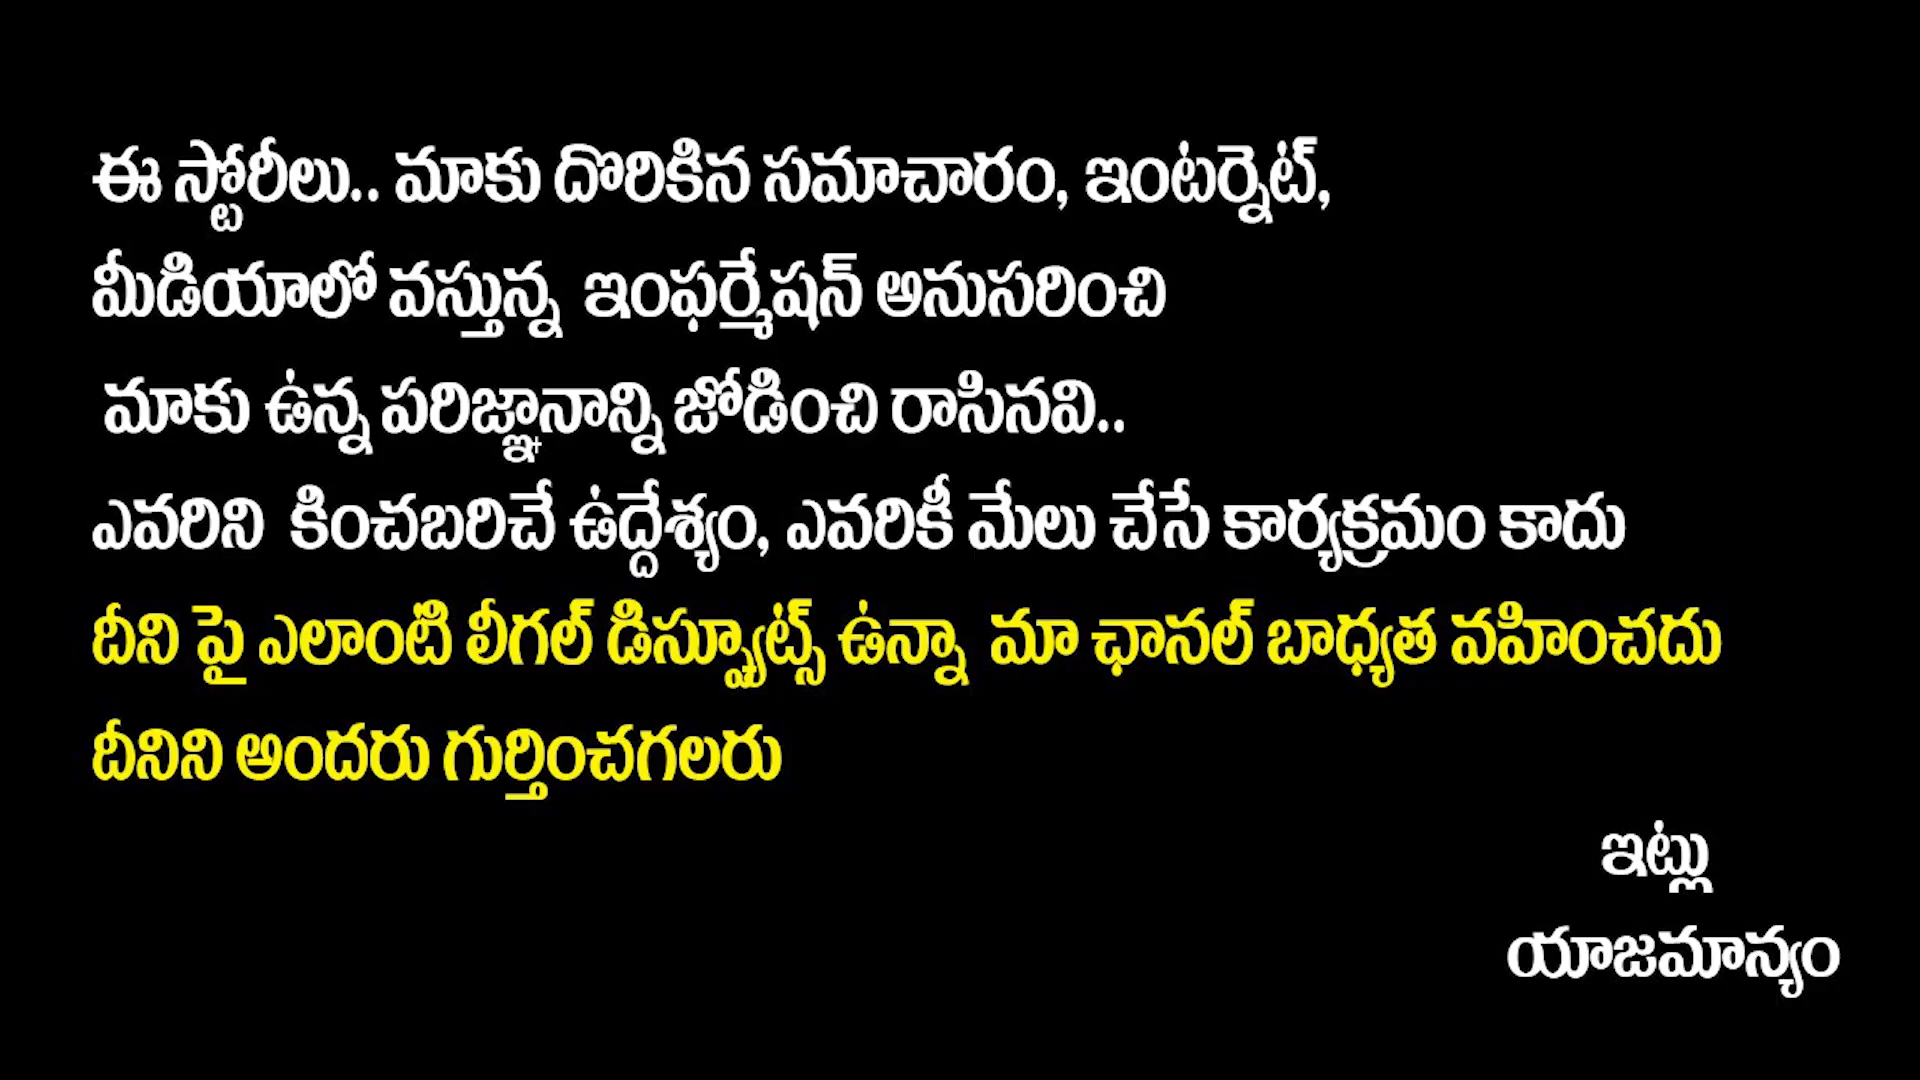 ఈ స్టోరీలు.. మాకు దొరికిన సమాచారం, ఇంటర్నెట్,
మీడియాలో వస్తున్న ఇంఫర్మేషన్ అనుసరించి
మాకు ఉన్న పరిజ్ఞానాన్ని జోడించి రాసినవి..
ఎవరిని కించబరిచే ఉద్దేశ్యం, ఎవరికీ మేలు చేసే కార్యక్రమం కాదు
దీని పై ఎలాంటి లీగల్ డిస్ప్యూట్స్ ఉన్నా మా ఛానల్ బాధ్యత వహించదు
దీనిని అందరు గుర్తించగలరు
ఇట్లు
యాజమాన్యం